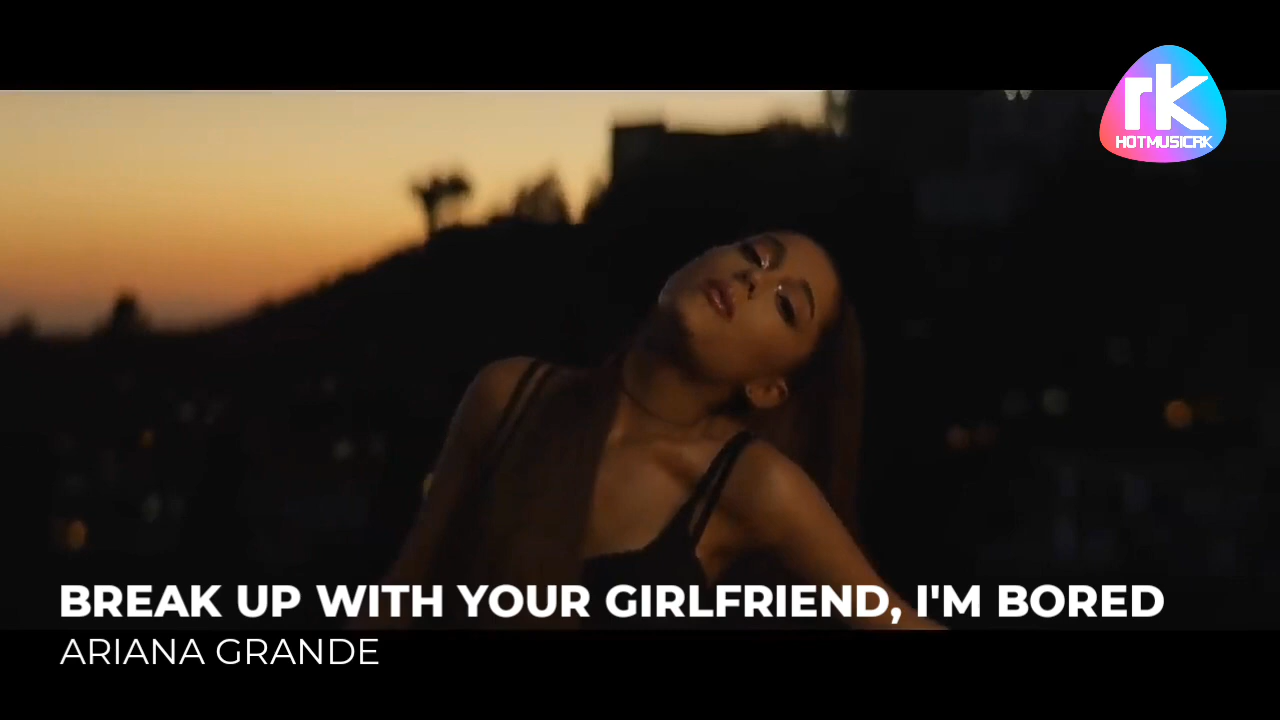 rk
HOTMUSICRK
BREAK UP WITH YOUR GIRLFRIEND, I'M BORED
ARIANA GRANDE